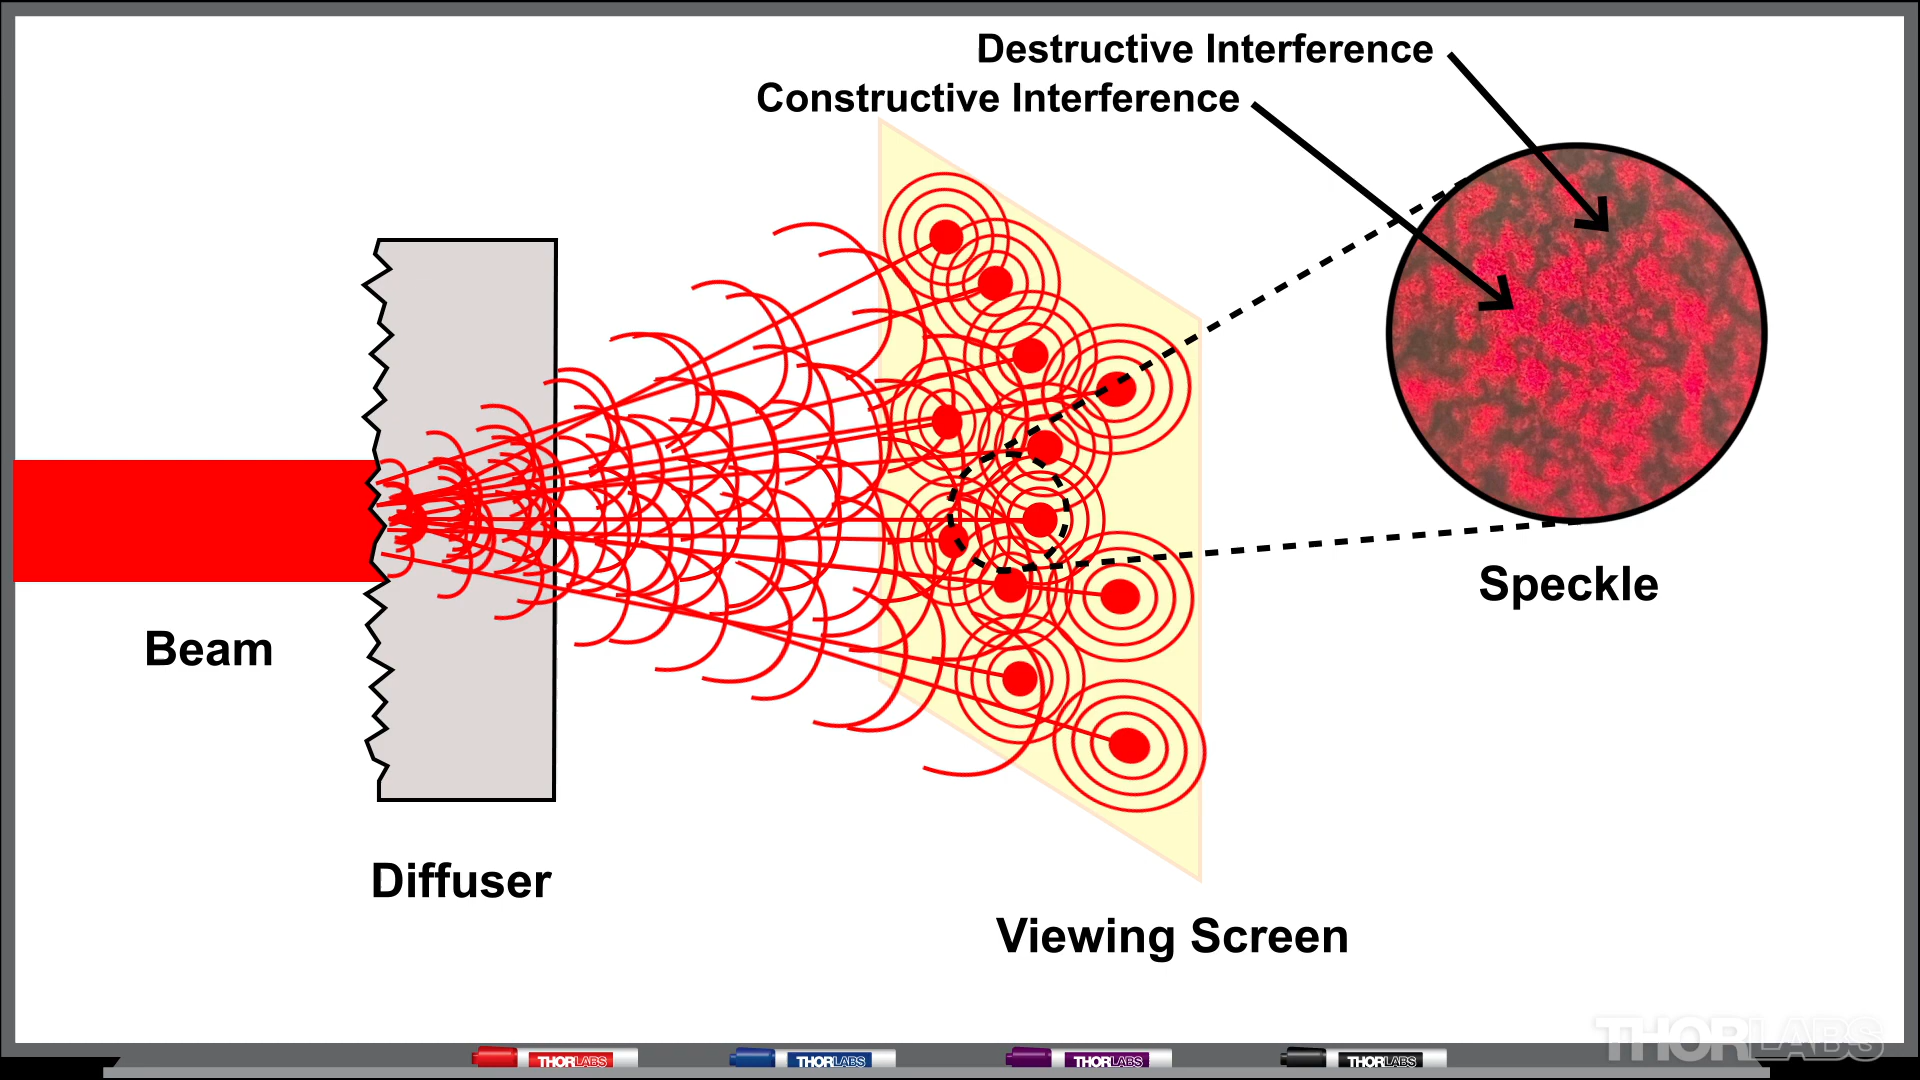 Destructive Interference
Constructive Interference
Speckle
Beam
Diffuser
Viewing Screen
THORLABS
THORLABS
THORLABS
THORLABS
THORLABS